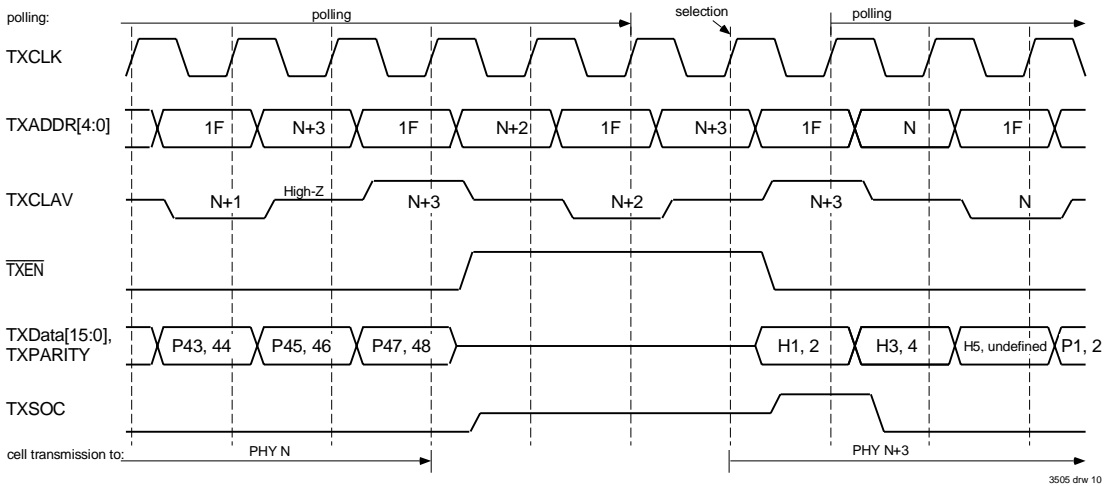 polling: polling selection polling
TXCLK
TXADDR[4:0] 1F N+3 1F N+2 1F N+3 1F N 1F
TXCLAV N+1 High-Z N+3 N+2 N+3 N
TXEN
TXData[15:0], TXPARITY P43, 44 P45, 46 P47, 48 H1, 2 H3, 4 H5, undefined P1, 2
TXSOC
cell transmission to: PHY N PHY N+3
3505 drw 10